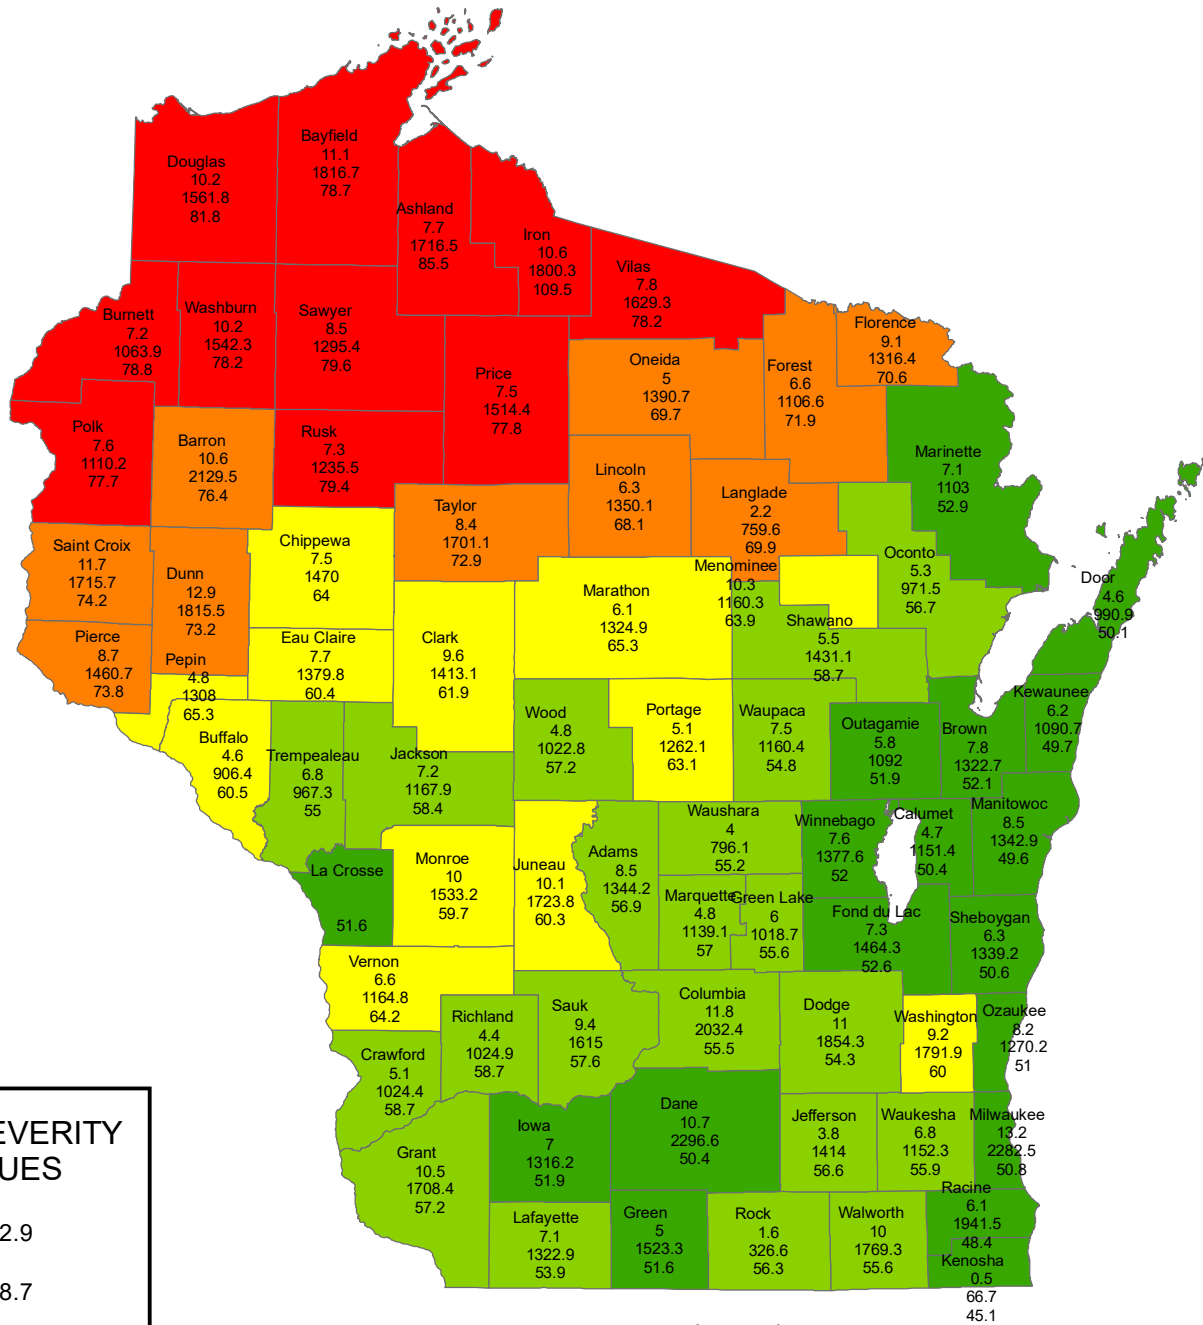 Bayfield
11.1
1816.7
78.7
Douglas
10.2
1561.8
81.8
Ashland
7.7
1716.5
85.5
Iron
10.6
1800.3
109.5
Vilas
7.8
1629.3
78.2
Burnett
7.2
1063.9
78.8
Washburn
10.2
1542.3
78.2
Sawyer
8.5
1295.4
79.6
Florence
9.1
1316.4
70.6
Price
7.5
1514.4
77.8
Oneida
5
1390.7
69.7
Forest
6.6
1106.6
71.9
Polk
7.6
1110.2
77.7
Barron
10.6
2129.5
76.4
Rusk
7.3
1235.5
79.4
Marinette
7.1
1103
52.9
Lincoln
6.3
1350.1
68.1
Langlade
2.2
759.6
69.9
Taylor
8.4
1701.1
72.9
Saint Croix
11.7
1715.7
74.2
Dunn
12.9
1815.5
73.2
Chippewa
7.5
1470
64
Oconto
5.3
971.5
56.7
Menominee
10.3
1160.3
63.9
Door
4.6
990.9
50.1
Marathon
6.1
1324.9
65.3
Shawano
5.5
1431.1
58.7
Pierce
8.7
1460.7
73.8
Pepin
4.8
1308
65.3
Eau Claire
7.7
1379.8
60.4
Clark
9.6
1413.1
61.9
Kewaunee
6.2
1090.7
49.7
Buffalo
4.6
906.4
60.5
Trempealeau
6.8
967.3
55
Jackson
7.2
1167.9
58.4
Wood
4.8
1022.8
57.2
Portage
5.1
1262.1
63.1
Waupaca
7.5
1160.4
54.8
Outagamie
5.8
1092
51.9
Brown
7.8
1322.7
52.1
Manitowoc
8.5
1342.9
49.6
Waushara
4
796.1
55.2
Winnebago
7.6
1377.6
52
Calumet
4.7
1151.4
50.4
La Crosse
51.6
Monroe
10
1533.2
59.7
Juneau
10.1
1723.8
60.3
Adams
8.5
1344.2
56.9
Marquette
4.8
1139.1
57
Green Lake
6
1018.7
55.6
Fond du Lac
7.3
1464.3
52.6
Sheboygan
6.3
1339.2
50.6
Vernon
6.6
1164.8
64.2
Richland
4.4
1024.9
58.7
Sauk
9.4
1615
57.6
Columbia
11.8
2032.4
55.5
Dodge
11
1854.3
54.3
Washington
9.2
1791.9
60
Ozaukee
8.2
1270.2
51
Crawford
5.1
1024.4
58.7
Grant
10.5
1708.4
57.2
Iowa
7
1316.2
51.9
Dane
10.7
2296.6
50.4
Jefferson
3.8
1414
56.6
Waukesha
6.8
1152.3
55.9
Milwaukee
13.2
2282.5
50.8
Lafayette
7.1
1322.9
53.9
Green
5
1523.3
51.6
Rock
1.6
326.6
56.3
Walworth
10
1769.3
55.6
Racine
6.1
1941.5
48.4
Kenosha
0.5
66.7
45.1
EVERITY
UES
2.9
8.7